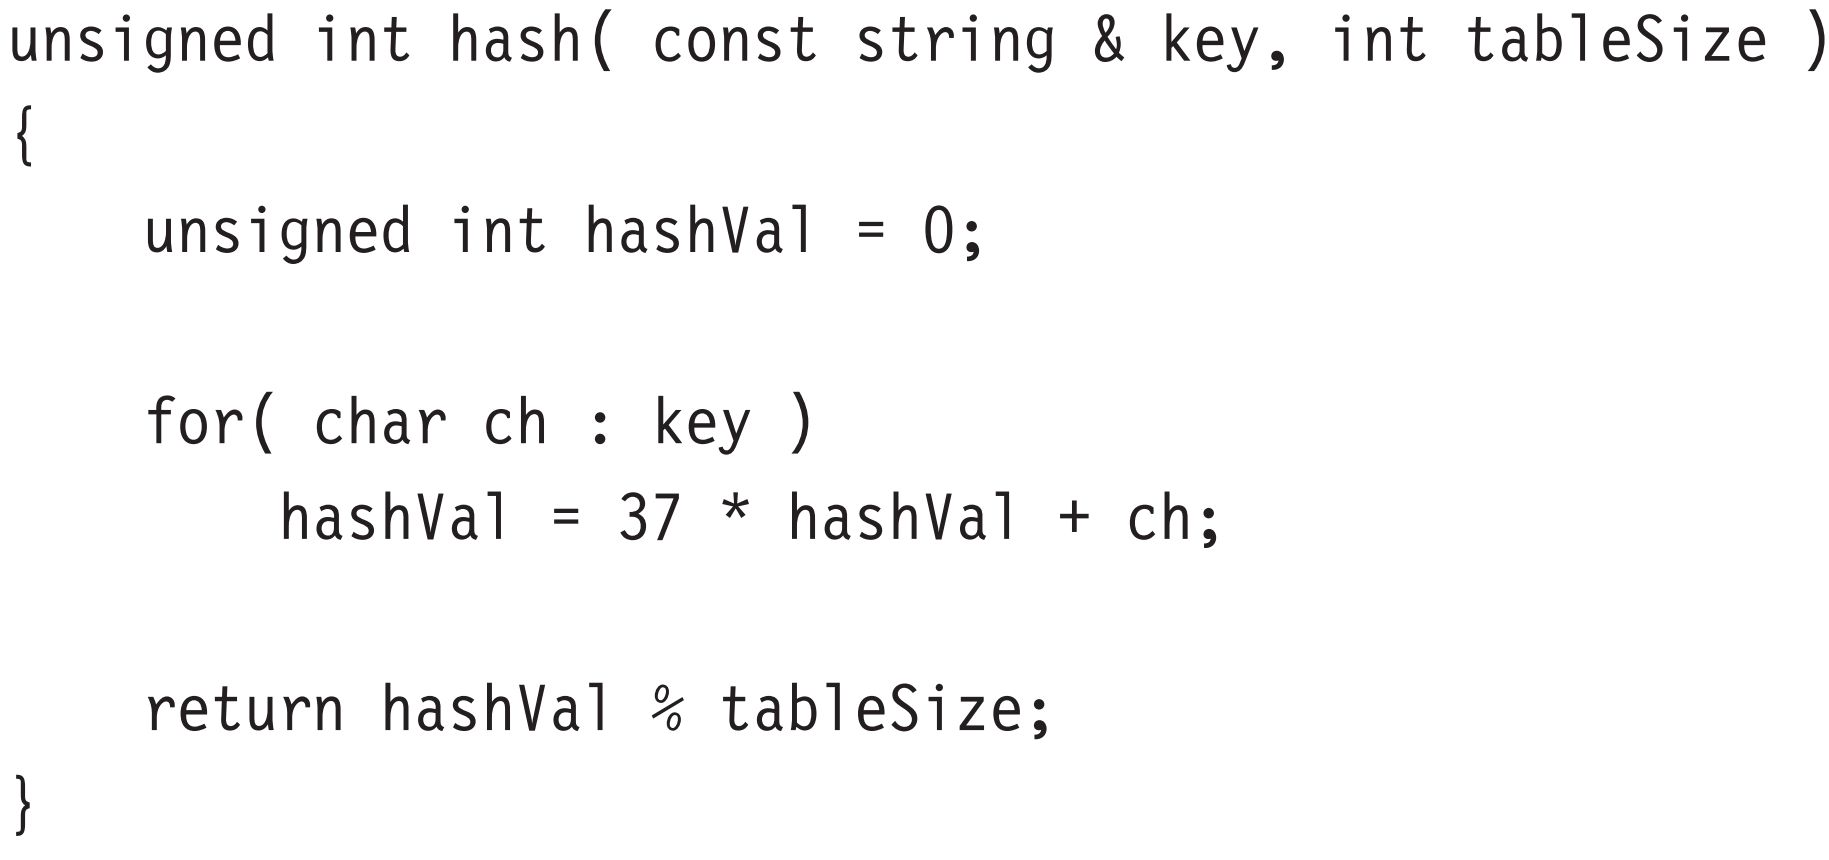 unsigned int hash( const string & key, int tableSize )
{
    unsigned int hashVal = 0;

    for( char ch : key )
        hashVal = 37 * hashVal + ch;

    return hashVal % tableSize;
}